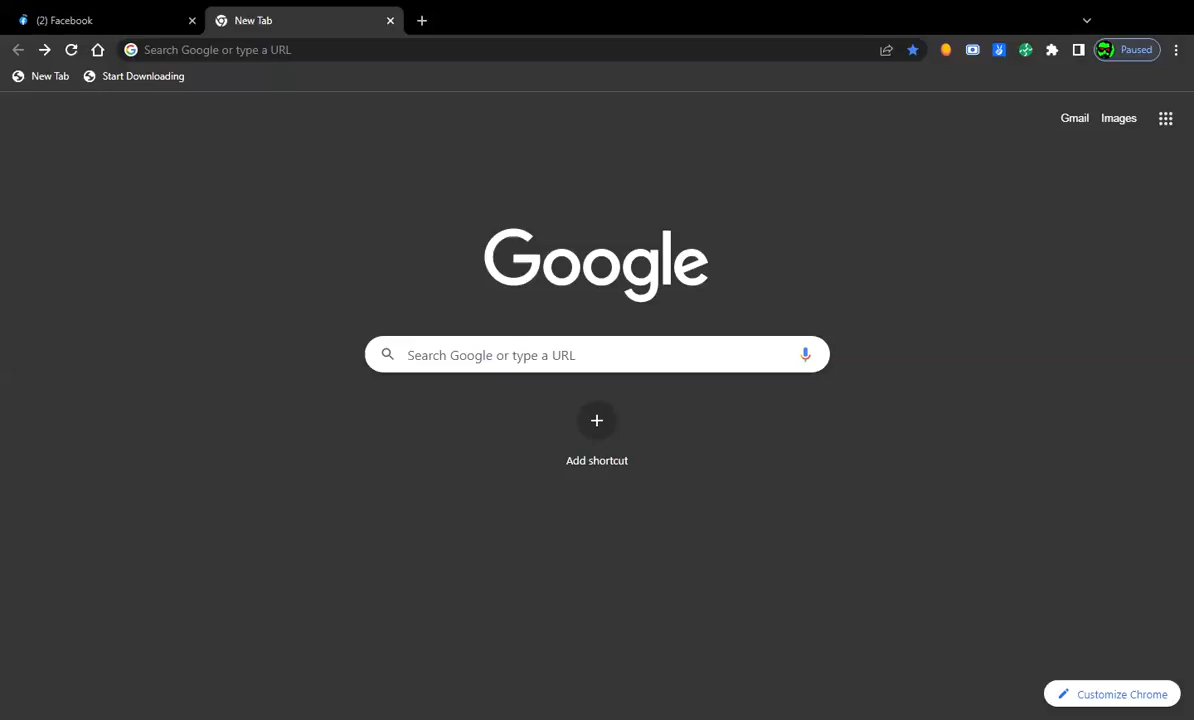 (2) Facebook
New Tab
Search Google or type a URL
Paused
New Tab
Start Downloading
Gmail
Images
Google
Search Google or type a URL
Add shortcut
Customize Chrome